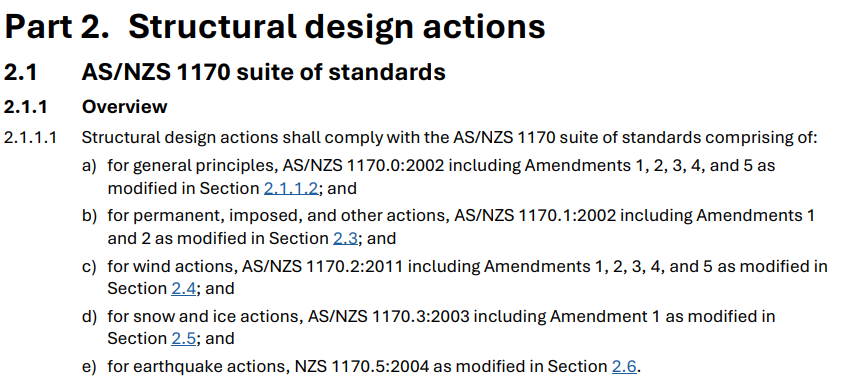 Part 2. Structural design actions
2.1 AS/NZS 1170 suite of standards
2.1.1 Overview
2.1.1.1 Structural design actions shall comply with the AS/NZS 1170 suite of standards comprising of:
a) for general principles, AS/NZS 1170.0:2002 including Amendments 1, 2, 3, 4, and 5 as
modified in Section 2.1.1.2; and
b) for permanent, imposed, and other actions, AS/NZS 1170.1:2002 including Amendments 1
and 2 as modified in Section 2.3; and
c) for wind actions, AS/NZS 1170.2:2011 including Amendments 1, 2, 3, 4, and 5 as modified in
Section 2.4; and
d) for snow and ice actions, AS/NZS 1170.3:2003 including Amendment 1 as modified in
Section 2.5; and
e) for earthquake actions, NZS 1170.5:2004 as modified in Section 2.6.